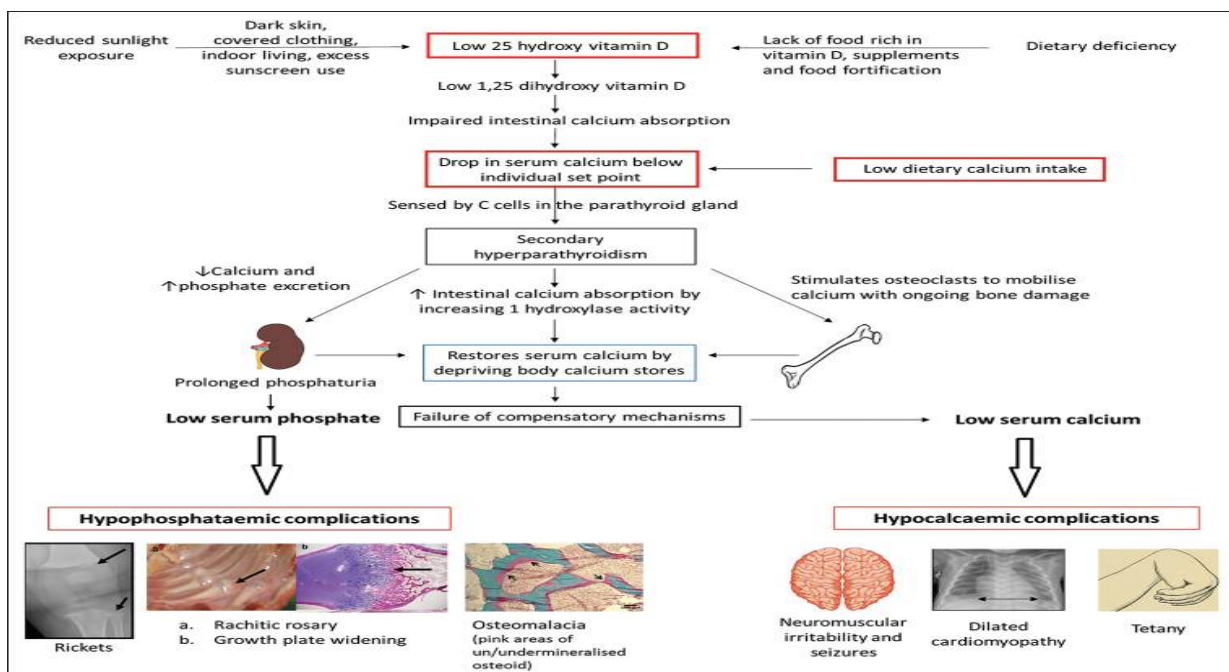 Reduced sunlight
exposure
Dark skin,
covered clothing,
indoor living, excess
sunscreen use
Low 25 hydroxy vitamin D
Lack of food rich in
vitamin D, supplements
and food fortification
Dietary deficiency
Low 1,25 dihydroxy vitamin D
Impaired intestinal calcium absorption
Drop in serum calcium below
individual set point
Low dietary calcium intake
Sensed by C cells in the parathyroid gland
Secondary
hyperparathyroidism
↓Calcium and
↑phosphate excretion
↑ Intestinal calcium absorption by
increasing 1 hydroxylase activity
Stimulates osteoclasts to mobilise
calcium with ongoing bone damage
Restores serum calcium by
depriving body calcium stores
Prolonged phosphaturia
Low serum phosphate
Failure of compensatory mechanisms
Low serum calcium
Hypophosphataemic complications
Hypocalcaemic complications
a
b
Rickets
a. Rachitic rosary
b. Growth plate widening
Osteomalacia
(pink areas of
un/undermineralised
osteoid)
Neuromuscular
irritability and
seizures
Dilated
cardiomyopathy
Tetany